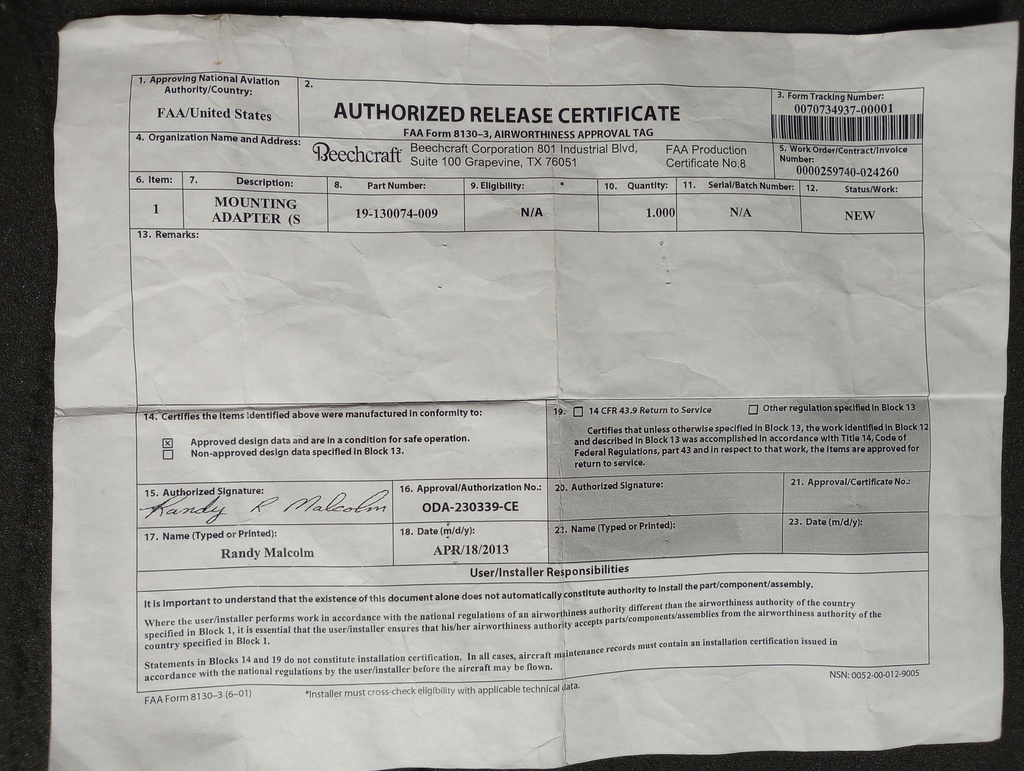 1. Approving National Aviation
Authority/Country:
FAA/United States
2.
AUTHORIZED RELEASE CERTIFICATE
FAA Form 8130–3, AIRWORTHINESS APPROVAL TAG
3. Form Tracking Number:
0070734937-00001
4. Organization Name and Address:
Beechcraft
Beechcraft Corporation 801 Industrial Blvd,
Suite 100 Grapevine, TX 76051
FAA Production
Certificate No.8
5. Work Order/Contract/Invoice
Number:
0000259740-024260
6. Item:
7. Description:
8. Part Number:
9. Eligibility: *
10. Quantity:
11. Serial/Batch Number:
12. Status/Work:
1
MOUNTING
ADAPTER (S
19-130074-009
N/A
1.000
N/A
NEW
13. Remarks:
14. Certifies the items identified above were manufactured in conformity to:
☒ Approved design data and are in a condition for safe operation.
☐ Non-approved design data specified in Block 13.
19. ☐ 14 CFR 43.9 Return to Service ☐ Other regulation specified in Block 13
Certifies that unless otherwise specified in Block 13, the work identified in Block 12
and described in Block 13 was accomplished in accordance with Title 14, Code of
Federal Regulations, part 43 and in respect to that work, the items are approved for
return to service.
15. Authorized Signature:
Randy R Malcolm
16. Approval/Authorization No.:
ODA-230339-CE
20. Authorized Signature:
21. Approval/Certificate No.:
17. Name (Typed or Printed):
Randy Malcolm
18. Date (m/d/y):
APR/18/2013
22. Name (Typed or Printed):
23. Date (m/d/y):
User/Installer Responsibilities
It is important to understand that the existence of this document alone does not automatically constitute authority to install the part/component/assembly.
Where the user/installer performs work in accordance with the national regulations of an airworthiness authority different than the airworthiness authority of the country
specified in Block 1, it is essential that the user/installer ensures that his/her airworthiness authority accepts parts/components/assemblies from the airworthiness authority of the
country specified in Block 1.
Statements in Blocks 14 and 19 do not constitute installation certification. In all cases, aircraft maintenance records must contain an installation certification issued in
accordance with the national regulations by the user/installer before the aircraft may be flown.
FAA Form 8130–3 (6–01)
*Installer must cross-check eligibility with applicable technical data.
NSN: 0052-00-012-9005